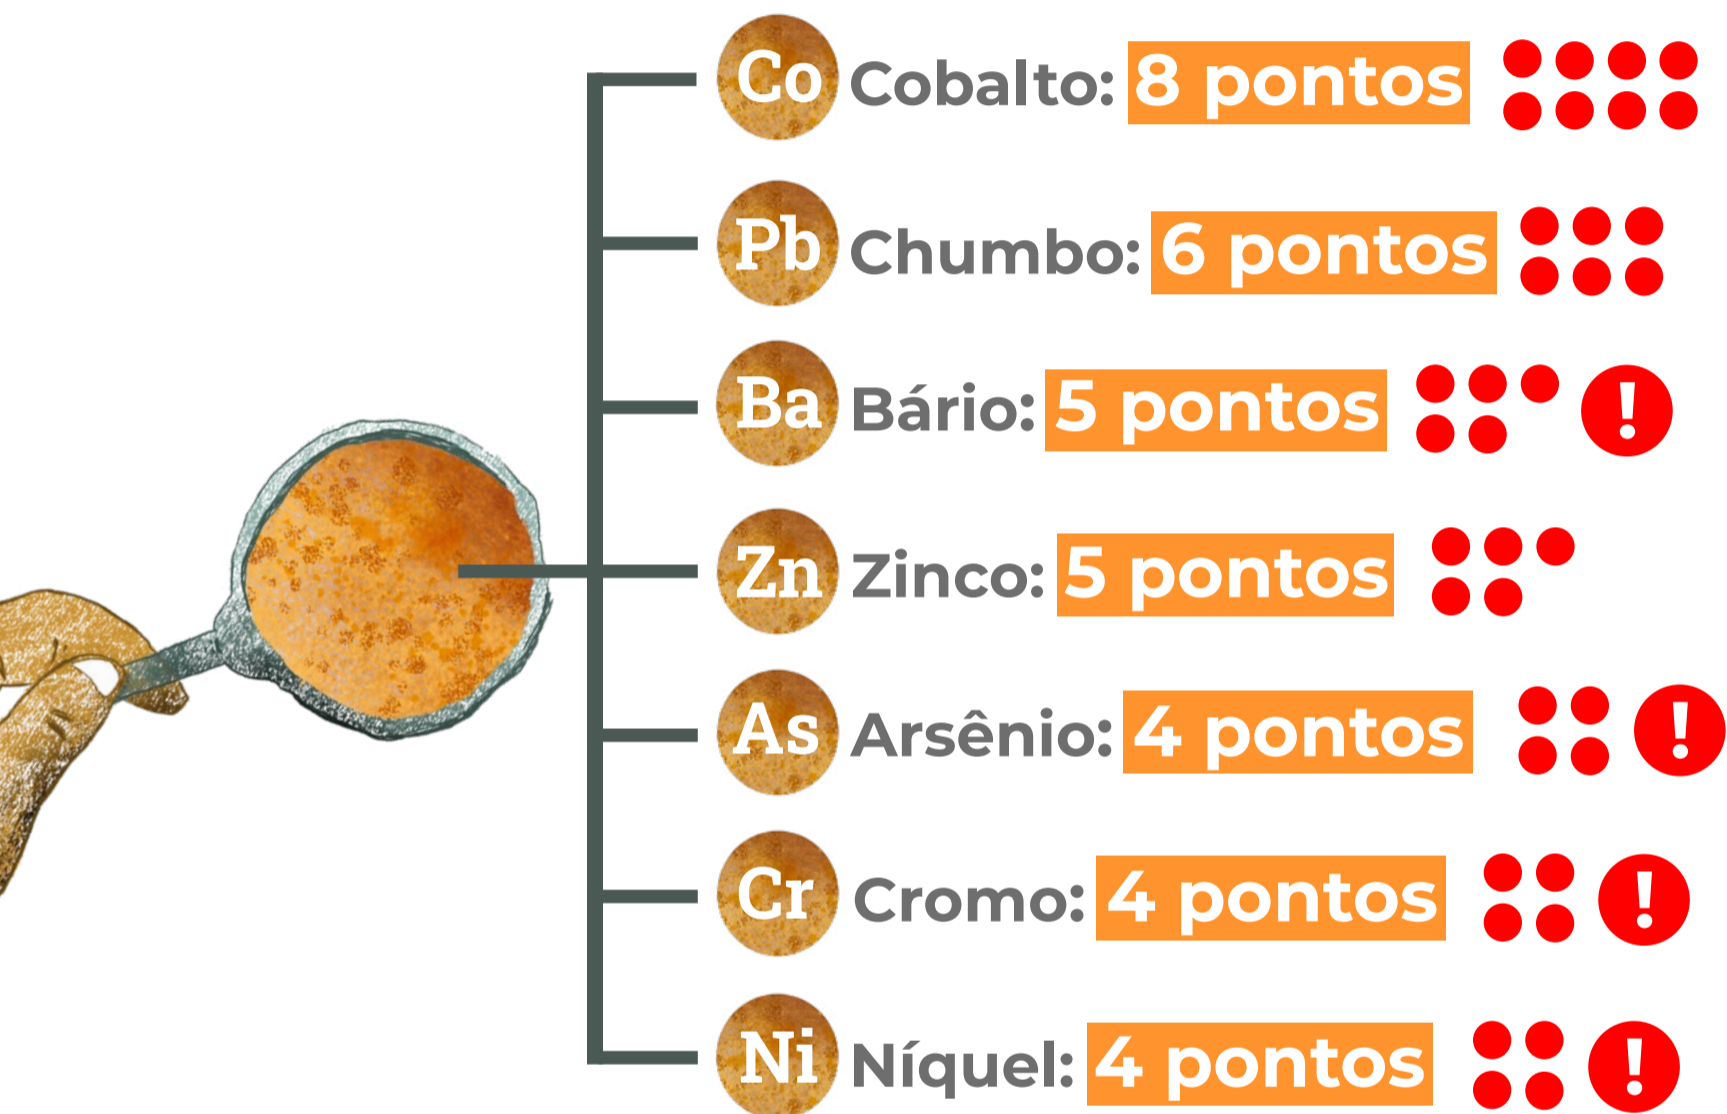 Co Cobalto: 8 pontos
Pb Chumbo: 6 pontos
Ba Bário: 5 pontos !
Zn Zinco: 5 pontos
As Arsênio: 4 pontos !
Cr Cromo: 4 pontos !
Ni Níquel: 4 pontos !